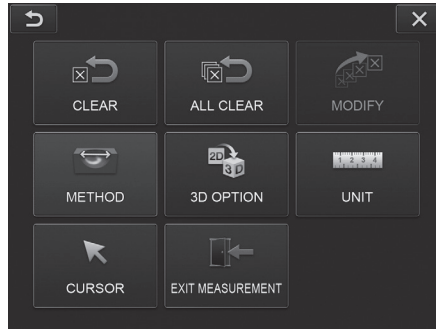 CLEAR
ALL CLEAR
MODIFY
2D
3D
METHOD
3D OPTION
1 2 3 4
UNIT
CURSOR
EXIT MEASUREMENT